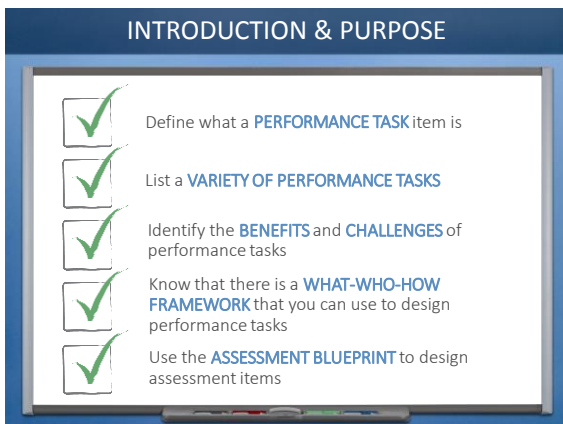 INTRODUCTION & PURPOSE
Define what a PERFORMANCE TASK item is
List a VARIETY OF PERFORMANCE TASKS
Identify the BENEFITS and CHALLENGES of
performance tasks
Know that there is a WHAT-WHO-HOW
FRAMEWORK that you can use to design
performance tasks
Use the ASSESSMENT BLUEPRINT to design
assessment items